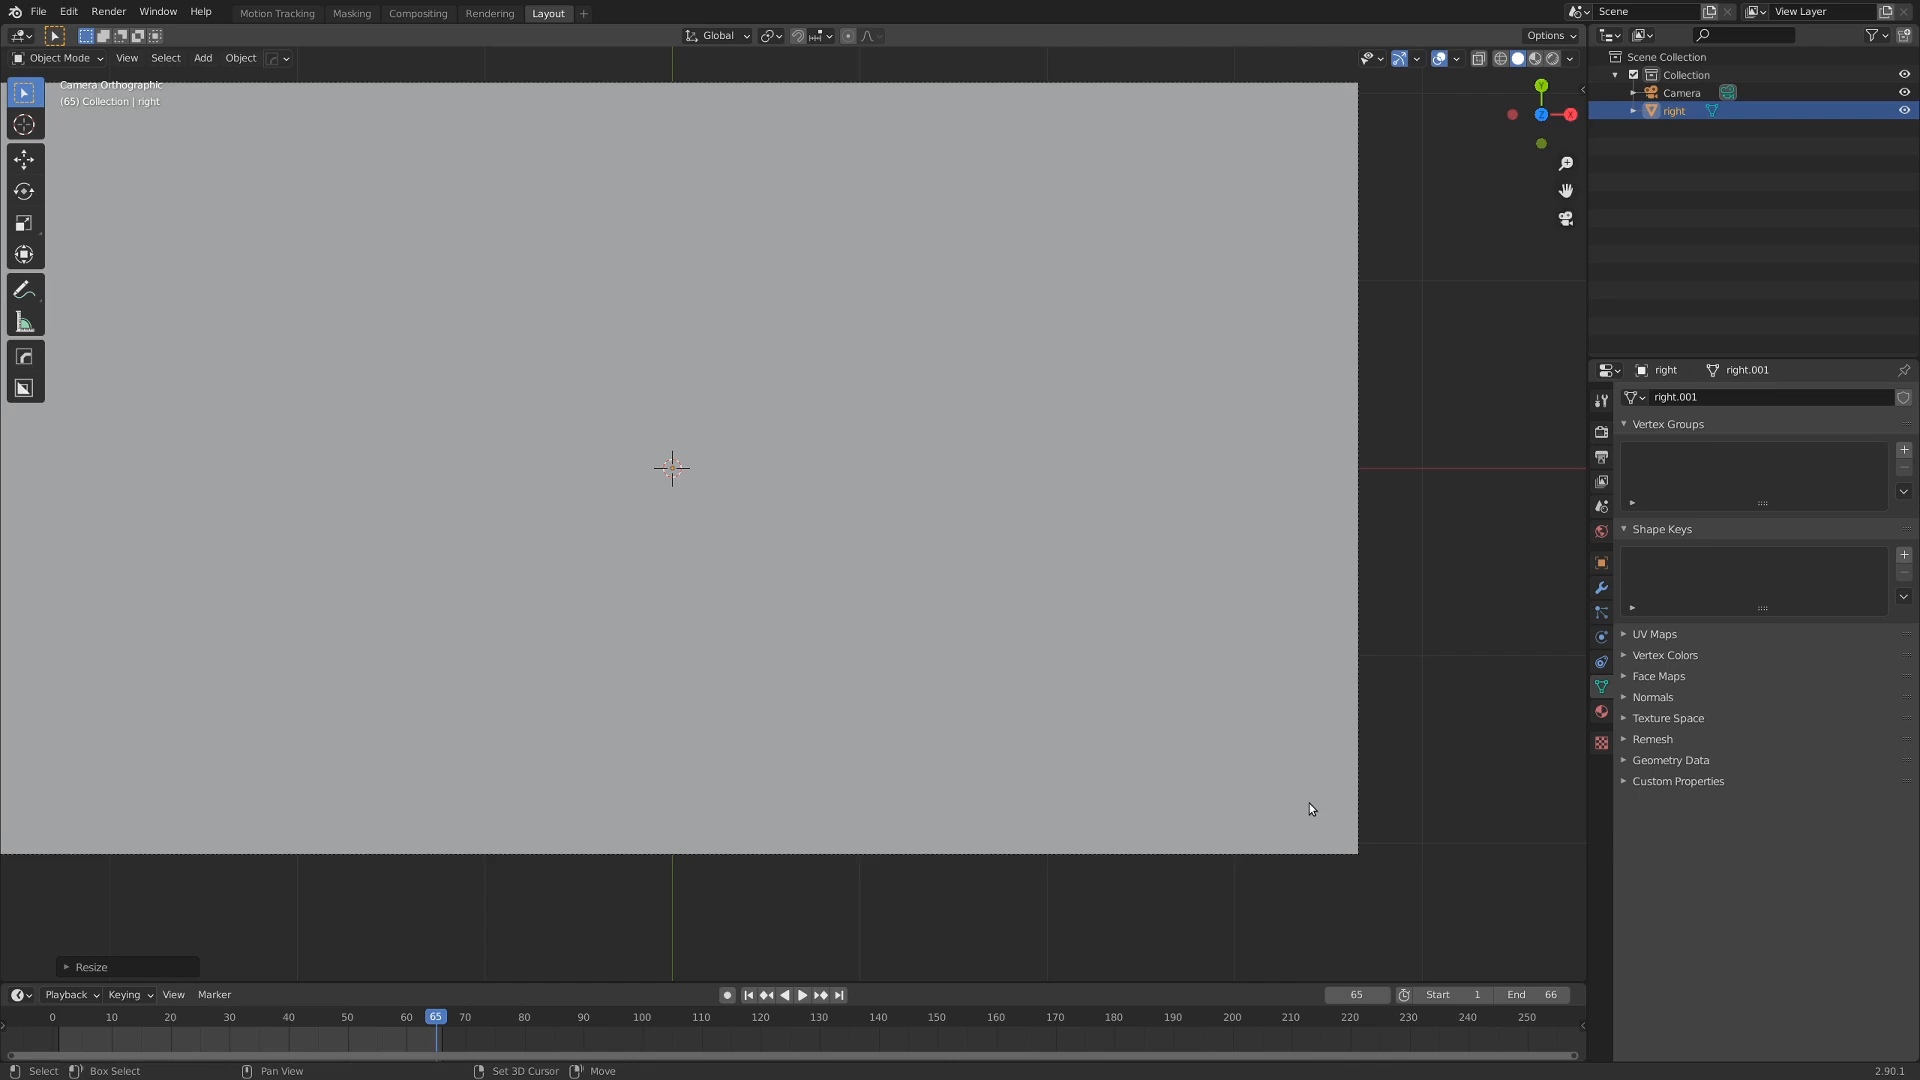 File Edit Render Window Help
Motion Tracking Masking Compositing Rendering Layout
Scene
View Layer
Global
Options
Object Mode View Select Add Object
Camera Orthographic
(65) Collection | right
Y
Z
X
Scene Collection
Collection
Camera
right
right right.001
right.001
Vertex Groups
Shape Keys
UV Maps
Vertex Colors
Face Maps
Normals
Texture Space
Remesh
Geometry Data
Custom Properties
Resize
Playback Keying View Marker
65 Start 1 End 66
0 10 20 30 40 50 60 65 70 80 90 100 110 120 130 140 150 160 170 180 190 200 210 220 230 240 250
Select Box Select Pan View Set 3D Cursor Move 2.90.1